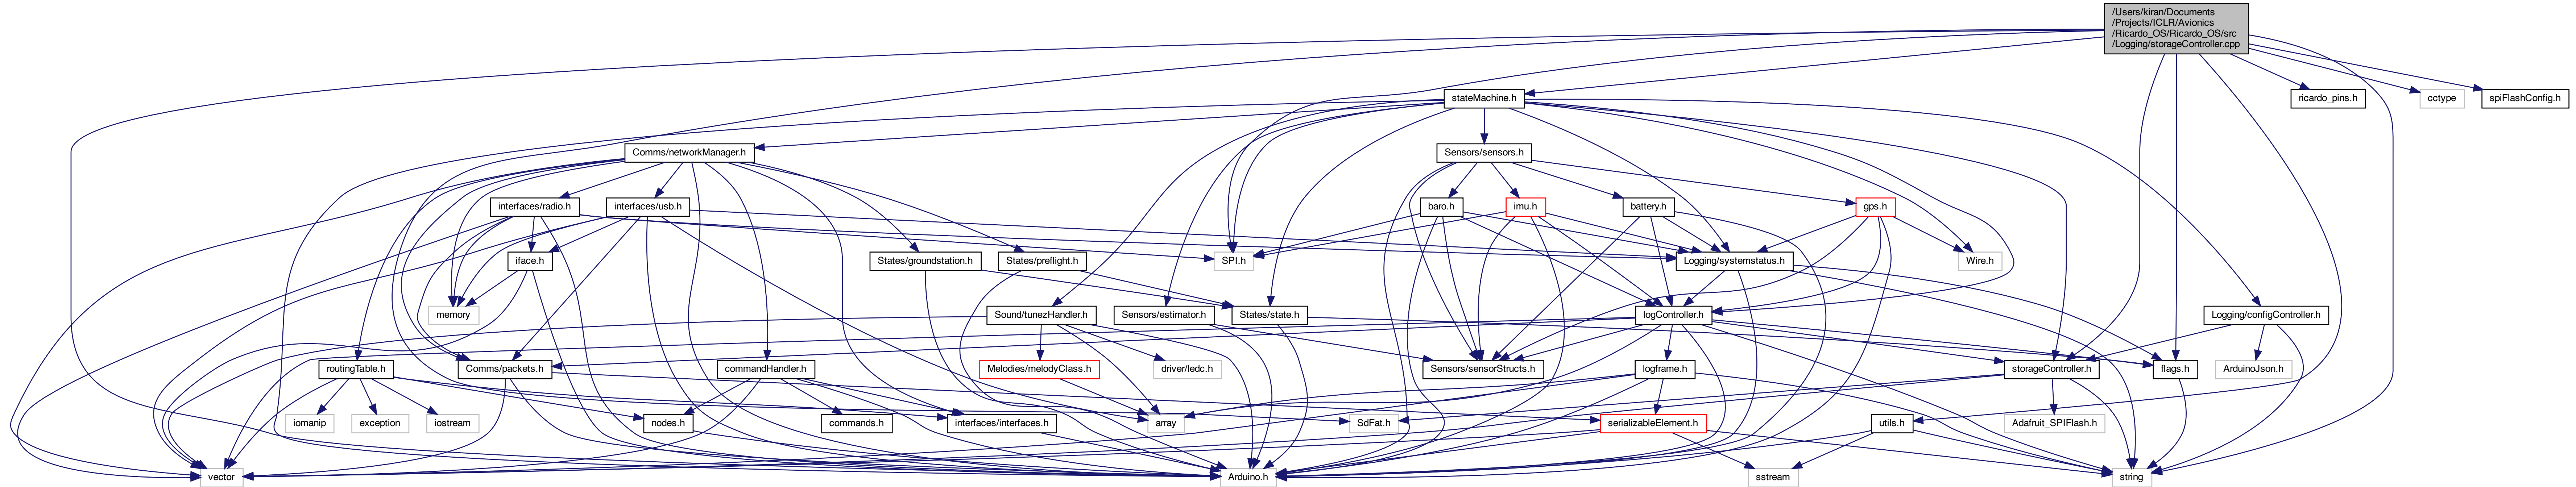 /Users/kiran/Documents
/Projects/ICLR/Avionics
/Ricardo_OS/Ricardo_OS/src
/Logging/storageController.cpp
stateMachine.h
ricardo_pins.h
cctype
spiFlashConfig.h
Comms/networkManager.h
Sensors/sensors.h
interfaces/radio.h
interfaces/usb.h
baro.h
imu.h
battery.h
gps.h
iface.h
States/groundstation.h
States/preflight.h
SPI.h
Logging/systemstatus.h
Wire.h
memory
Sound/tunezHandler.h
Sensors/estimator.h
States/state.h
logController.h
Logging/configController.h
routingTable.h
Comms/packets.h
commandHandler.h
Melodies/melodyClass.h
driver/ledc.h
Sensors/sensorStructs.h
logframe.h
storageController.h
flags.h
ArduinoJson.h
iomanip
exception
iostream
nodes.h
commands.h
interfaces/interfaces.h
array
SdFat.h
serializableElement.h
utils.h
Adafruit_SPIFlash.h
vector
Arduino.h
sstream
string